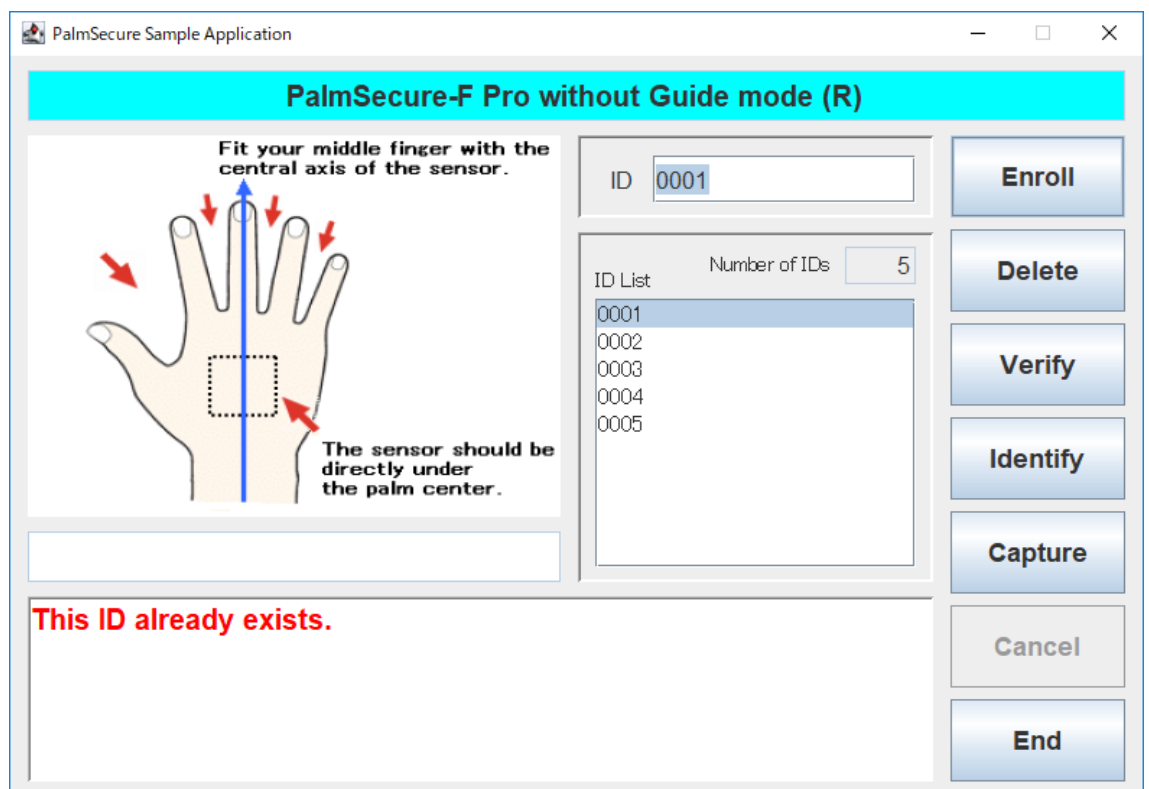 PalmSecure Sample Application
PalmSecure-F Pro without Guide mode (R)
Fit your middle finger with the
central axis of the sensor.
The sensor should be
directly under
the palm center.
ID 0001
Number of IDs 5
ID List
0001
0002
0003
0004
0005
This ID already exists.
Enroll
Delete
Verify
Identify
Capture
Cancel
End